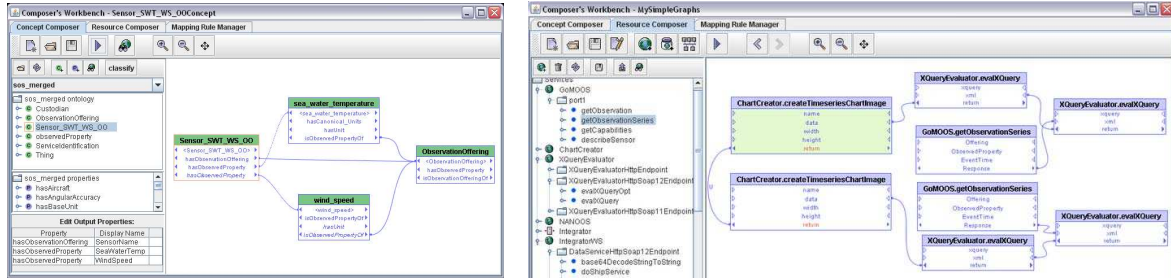 Composer's Workbench - Sensor_SWT_WS_OOConcept
Concept Composer Resource Composer Mapping Rule Manager
classify
sos_merged
sos_merged ontology
Custodian
ObservationOffering
Sensor_SWT_WS_OO
observedProperty
ServiceIdentification
Thing
sos_merged properties
hasAircraft
hasAngularAccuracy
hasBaseUnit
Edit Output Properties:
Property Display Name
hasObservationOffering SensorName
hasObservedProperty SeaWaterTemp
hasObservedProperty WindSpeed
sea_water_temperature
<sea_water_temperature>
hasCanonical_Units
hasUnit
isObservedPropertyOf
Sensor_SWT_WS_OO
<Sensor_SWT_WS_OO>
hasObservationOffering
hasObservedProperty
hasObservedProperty
ObservationOffering
<ObservationOffering>
hasObservedProperty
isObservationOfferingOf
wind_speed
<wind_speed>
isObservedPropertyOf
hasUnit
isObservedPropertyOf
Composer's Workbench - MySimpleGraphs
Concept Composer Resource Composer Mapping Rule Manager
Services
GoMOOS
port1
getObservation
getObservationSeries
getCapabilities
describeSensor
ChartCreator
XQueryEvaluator
XQueryEvaluatorHttpEndpoint
XQueryEvaluatorHttpSoap12Endpoint
evalXQueryOpt
evalXQuery
XQueryEvaluatorHttpSoap11Endpoint
NANOOS
Integrator
IntegratorWS
DataServiceHttpSoap12Endpoint
base64DecodeStringToString
doShipService
XQueryEvaluator.evalXQuery
xquery
xml
return
ChartCreator.createTimeseriesChartImage
name
data
width
height
return
XQueryEvaluator.evalXQuery
xquery
xml
return
GoMOOS.getObservationSeries
Offering
ObservedProperty
EventTime
Response
ChartCreator.createTimeseriesChartImage
name
data
width
height
return
GoMOOS.getObservationSeries
Offering
ObservedProperty
EventTime
Response
XQueryEvaluator.evalXQuery
xquery
xml
return
XQueryEvaluator.evalXQuery
xquery
xml
return